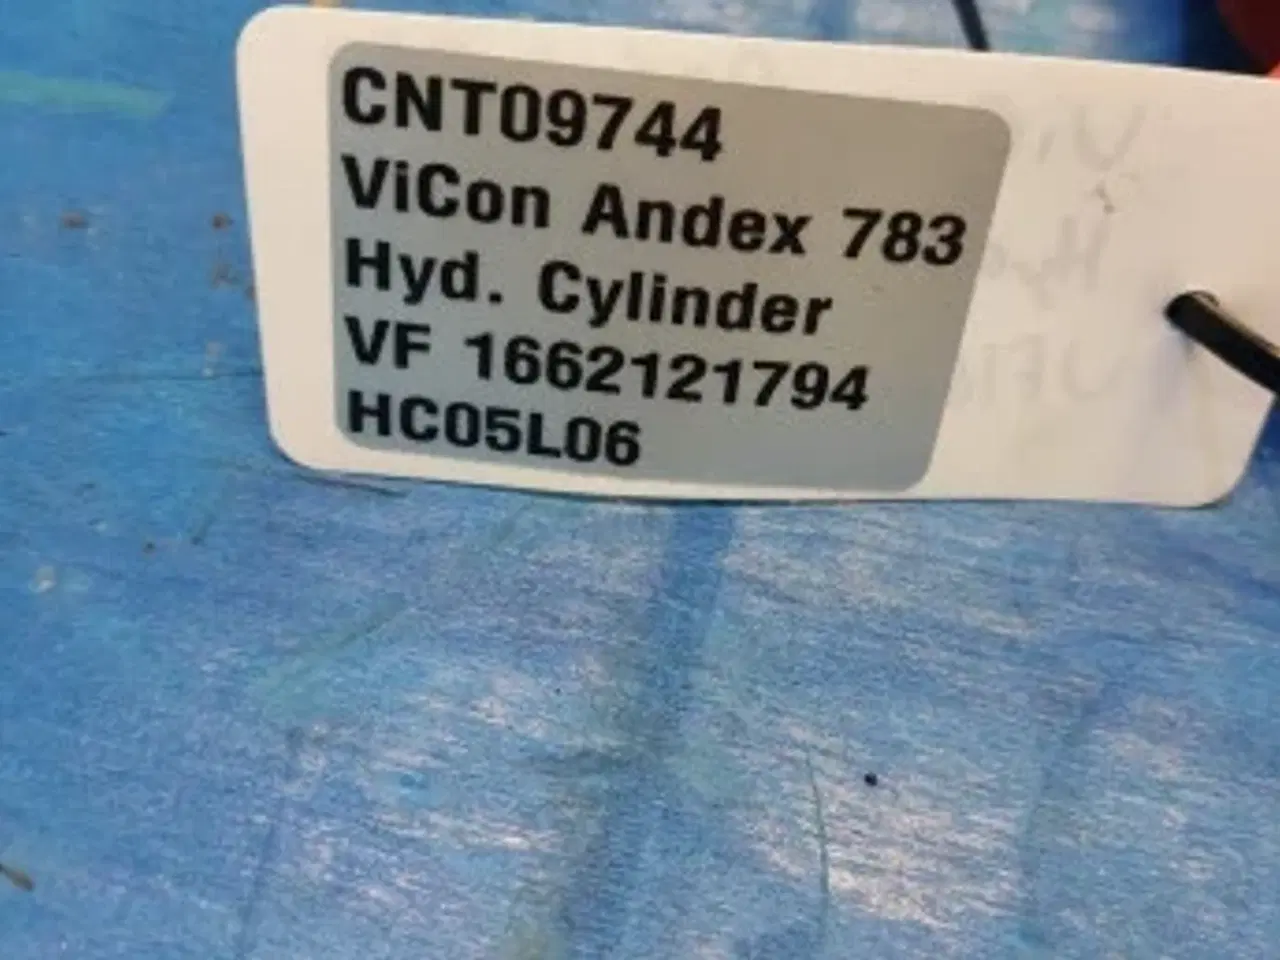 CNT09744
ViCon Andex 783
Hyd. Cylinder
VF 1662121794
HC05L06